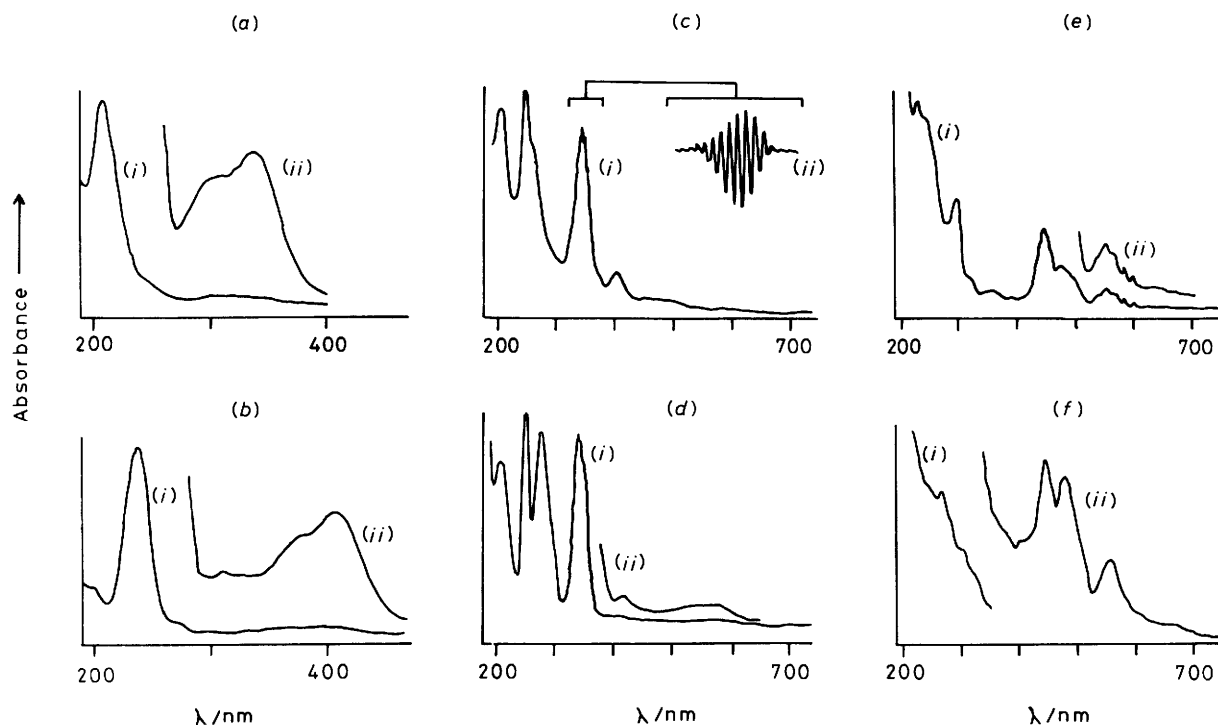 (a)
(c)
(e)
(i)
(ii)
(i)
(ii)
(i)
(ii)
200
400
200
700
200
700
Absorbance
(b)
(d)
(f)
(i)
(ii)
(i)
(ii)
(i)
(ii)
200
400
200
700
200
700
λ/nm
λ/nm
λ/nm